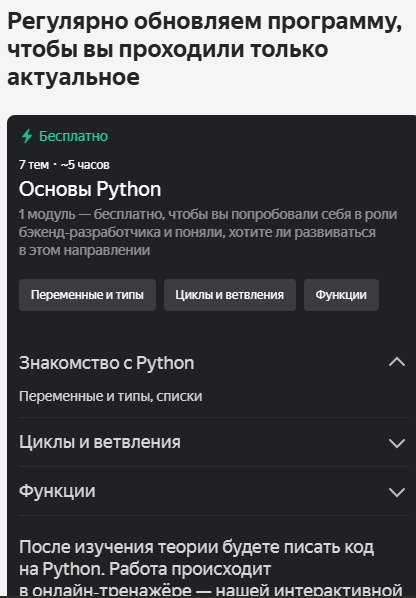 Регулярно обновляем программу,
чтобы вы проходили только
актуальное
Бесплатно
7 тем • ~5 часов
Основы Python
1 модуль — бесплатно, чтобы вы попробовали себя в роли
бэкенд-разработчика и поняли, хотите ли развиваться
в этом направлении
Переменные и типы
Циклы и ветвления
Функции
Знакомство с Python
Переменные и типы, списки
Циклы и ветвления
Функции
После изучения теории будете писать код
на Python. Работа происходит
в онлайн-тренажёре — нашей интерактивной